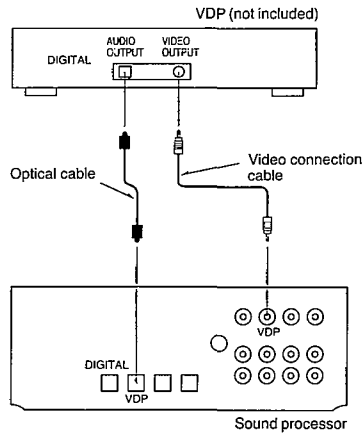 VDP (not included)
AUDIO OUTPUT
VIDEO OUTPUT
DIGITAL
Optical cable
Video connection cable
VDP
DIGITAL
VDP
Sound processor